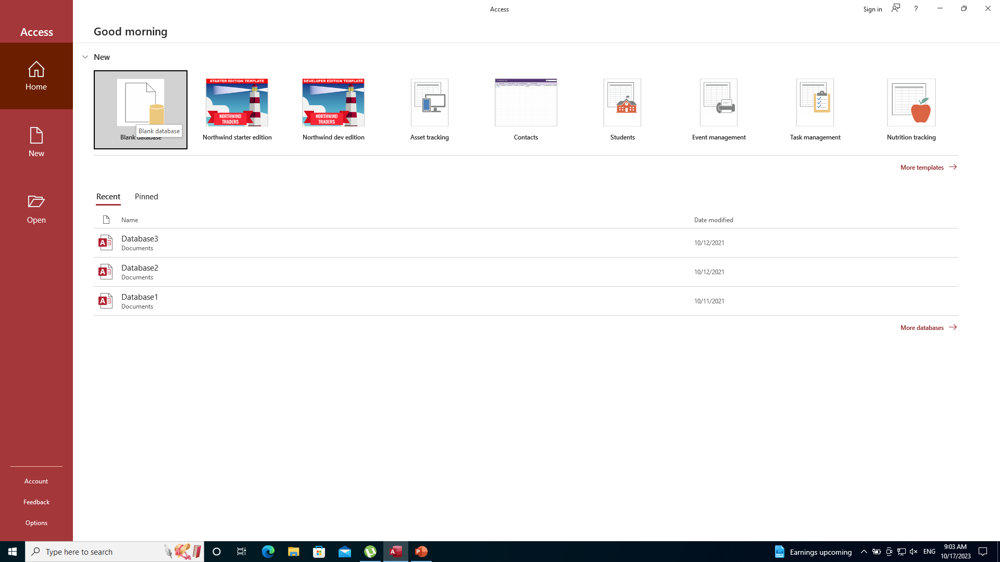 Access
Sign in
?
Access
Good morning
Home
New
Open
New
Blank database
Blank database
STARTER EDITION TEMPLATE
NORTHWIND
TRADERS
Northwind starter edition
DEVELOPER EDITION TEMPLATE
NORTHWIND
TRADERS
Northwind dev edition
Asset tracking
Contacts
Students
Event management
Task management
Nutrition tracking
More templates
Recent
Pinned
Name
Date modified
Database3
Documents
10/12/2021
Database2
Documents
10/12/2021
Database1
Documents
10/11/2021
More databases
Account
Feedback
Options
Type here to search
Earnings upcoming
ENG
9:03 AM
10/17/2023